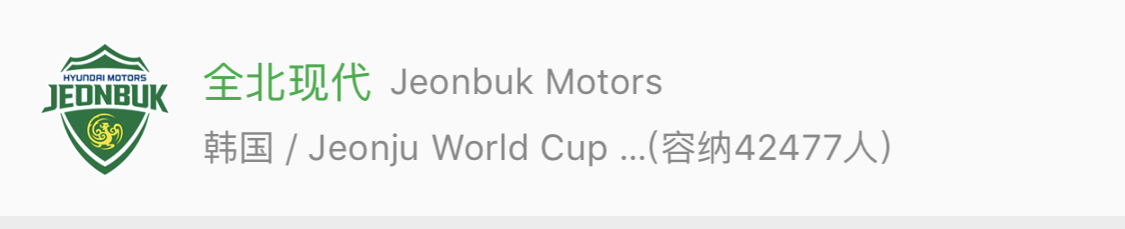 HYUNDAI MOTORS
JEONBUK
全北现代 Jeonbuk Motors
韩国 / Jeonju World Cup ...(容纳42477人)